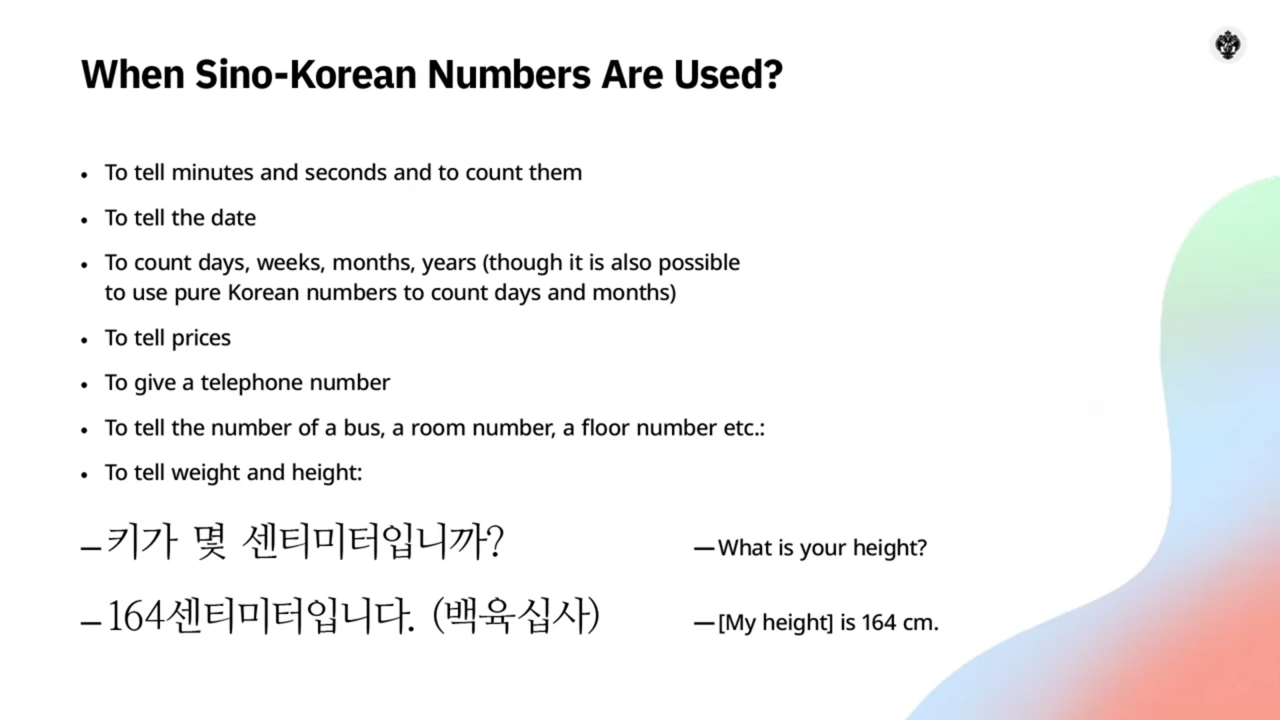 When Sino-Korean Numbers Are Used?
• To tell minutes and seconds and to count them
• To tell the date
• To count days, weeks, months, years (though it is also possible
to use pure Korean numbers to count days and months)
• To tell prices
• To give a telephone number
• To tell the number of a bus, a room number, a floor number etc.:
• To tell weight and height:
—키가 몇 센티미터입니까? —What is your height?
—164센티미터입니다. (백육십사) —[My height] is 164 cm.